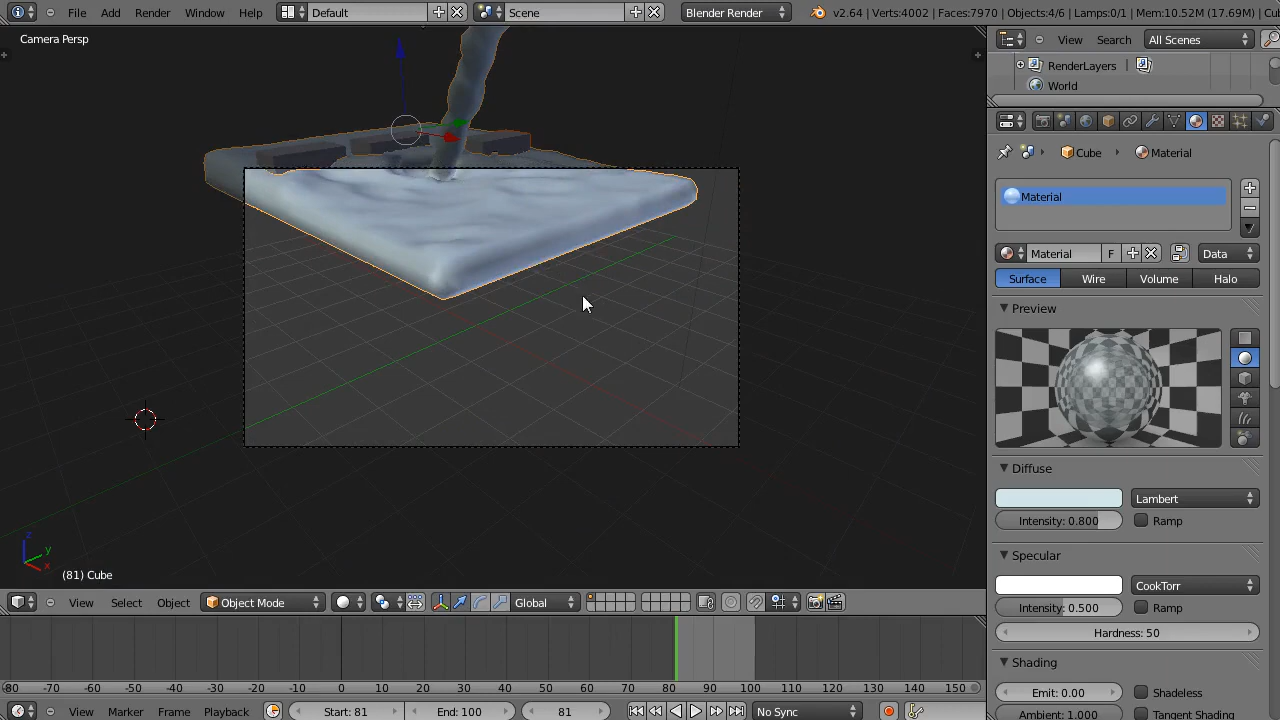 File Add Render Window Help Default Scene Blender Render v2.64 | Verts:4002 | Faces:7970 | Objects:4/6 | Lamps:0/1 | Mem:10.52M (17.69M) | Cu
Camera Persp
View Search All Scenes
RenderLayers
World
Cube Material
Material
Material F Data
Surface Wire Volume Halo
Preview
Diffuse
Lambert
Intensity: 0.800 Ramp
Specular
CookTorr
Intensity: 0.500 Ramp
Hardness: 50
Shading
Emit: 0.00 Shadeless
Ambient: 1.000 Tangent Shading
z
y
x
(81) Cube
View Select Object Object Mode Global
-80 -70 -60 -50 -40 -30 -20 -10 0 10 20 30 40 50 60 70 80 90 100 110 120 130 140 150
View Marker Frame Playback Start: 81 End: 100 81 No Sync